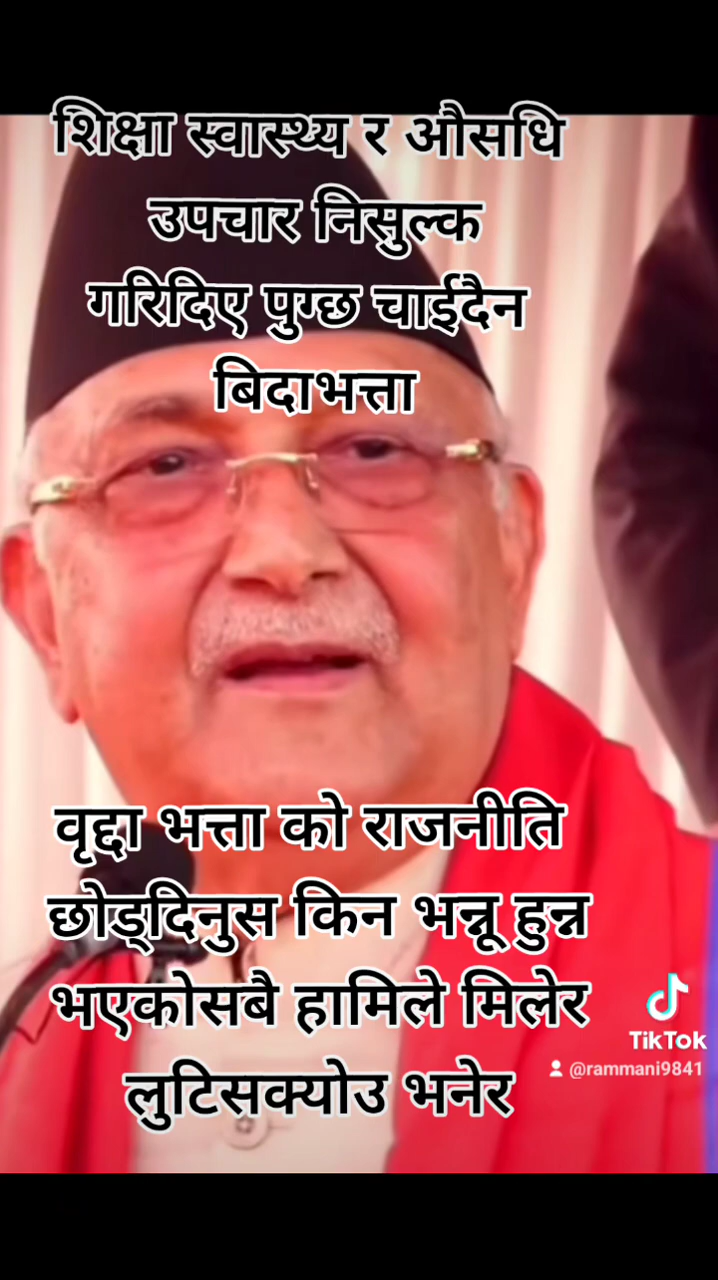 शिक्षा स्वास्थ्य र औसधि
उपचार निसुल्क
गरिदिए पुग्छ चाईदैन
बिदाभत्ता
वृद्दा भत्ता को राजनीति
छोड्दिनुस किन भन्नू हुन्न
भएकोसबै हामिले मिलेर
लुटिसक्योउ भनेर
TikTok
@rammani9841